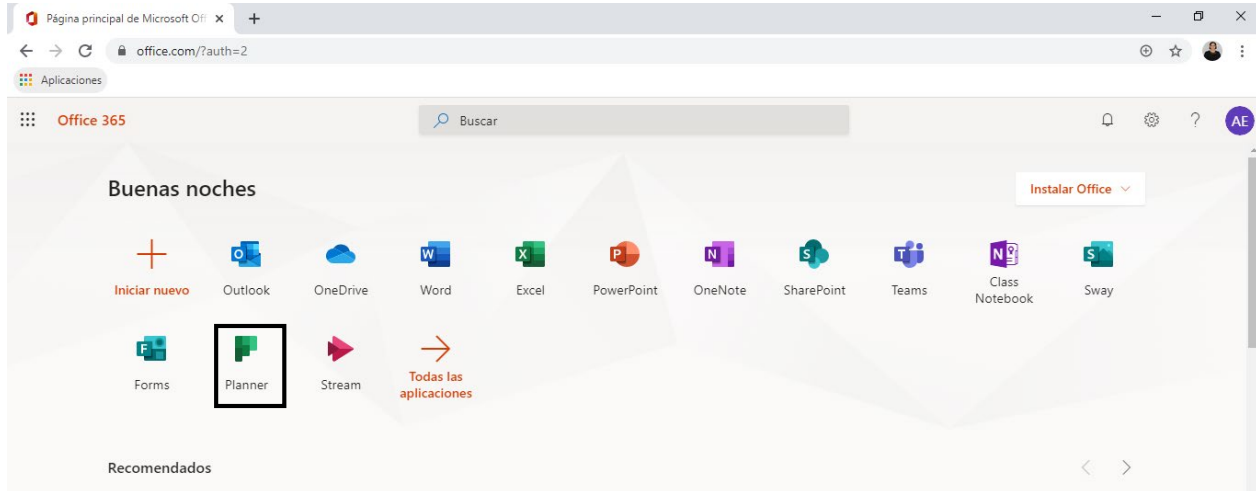 Página principal de Microsoft Off
office.com/?auth=2
Aplicaciones
Office 365
Buscar
AE
Buenas noches
Instalar Office
Iniciar nuevo
Outlook
OneDrive
Word
Excel
PowerPoint
OneNote
SharePoint
Teams
Class
Notebook
Sway
Forms
Planner
Stream
Todas las
aplicaciones
Recomendados